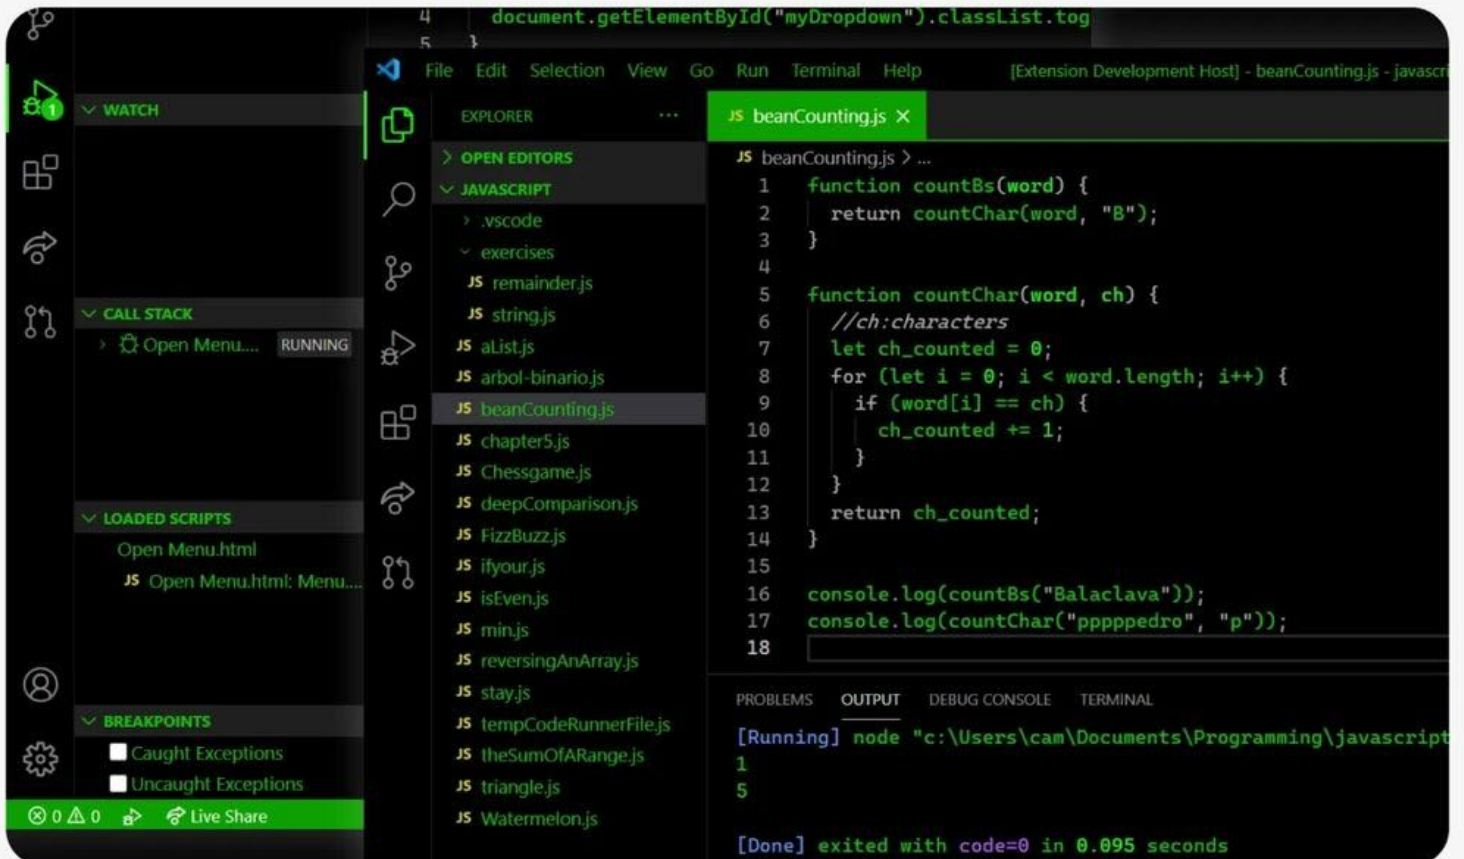 4 document.getElementById("myDropdown").classList.tog
5 }
File Edit Selection View Go Run Terminal Help [Extension Development Host] - beanCounting.js - javascri
1
WATCH
CALL STACK
Open Menu.... RUNNING
LOADED SCRIPTS
Open Menu.html
JS Open Menu.html: Menu....
BREAKPOINTS
Caught Exceptions
Uncaught Exceptions
0 0 Live Share
EXPLORER ...
OPEN EDITORS
JAVASCRIPT
.vscode
exercises
JS remainder.js
JS string.js
JS aList.js
JS arbol-binario.js
JS beanCounting.js
JS chapter5.js
JS Chessgame.js
JS deepComparison.js
JS FizzBuzz.js
JS ifyour.js
JS isEven.js
JS min.js
JS reversingAnArray.js
JS stay.js
JS tempCodeRunnerFile.js
JS theSumOfARange.js
JS triangle.js
JS Watermelon.js
JS beanCounting.js ×
JS beanCounting.js > ...
1 function countBs(word) {
2 return countChar(word, "B");
3 }
4
5 function countChar(word, ch) {
6 //ch:characters
7 let ch_counted = 0;
8 for (let i = 0; i < word.length; i++) {
9 if (word[i] == ch) {
10 ch_counted += 1;
11 }
12 }
13 return ch_counted;
14 }
15
16 console.log(countBs("Balaclava"));
17 console.log(countChar("pppppedro", "p"));
18
PROBLEMS OUTPUT DEBUG CONSOLE TERMINAL
[Running] node "c:\Users\cam\Documents\Programming\javascript
1
5
[Done] exited with code=0 in 0.095 seconds